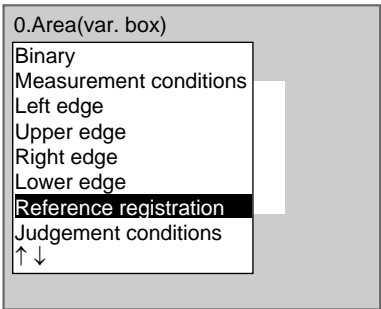 0.Area(var. box)
Binary
Measurement conditions
Left edge
Upper edge
Right edge
Lower edge
Reference registration
Judgement conditions
↑↓